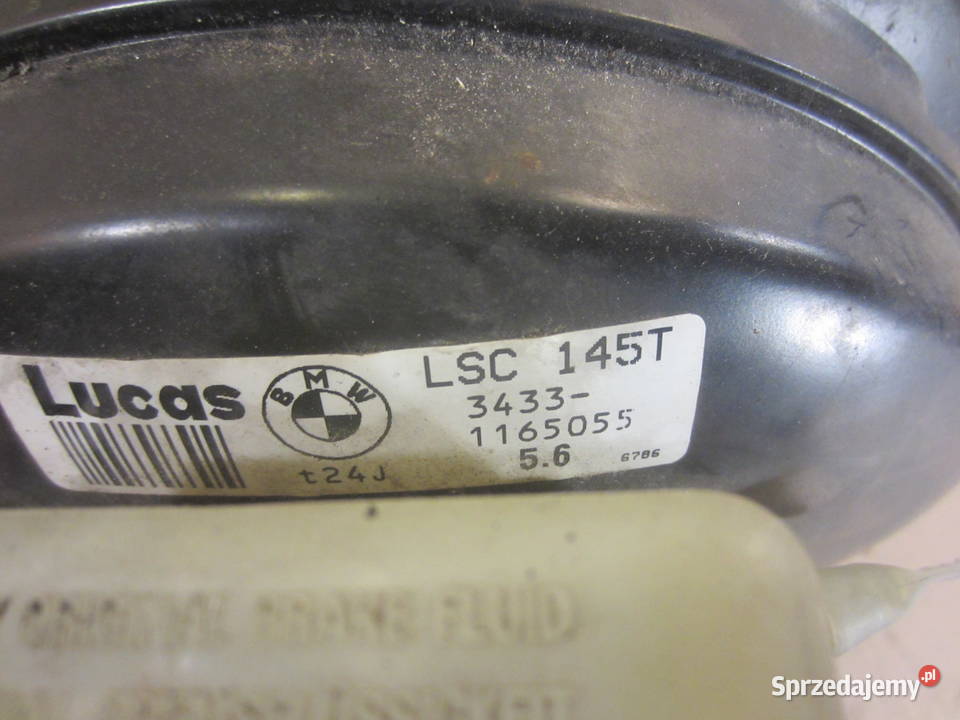 Lucas
BMW
LSC 145T
3433-
1165055
5.6
6786
t24J
BRAKE FLUID
Sprzedajemy.pl